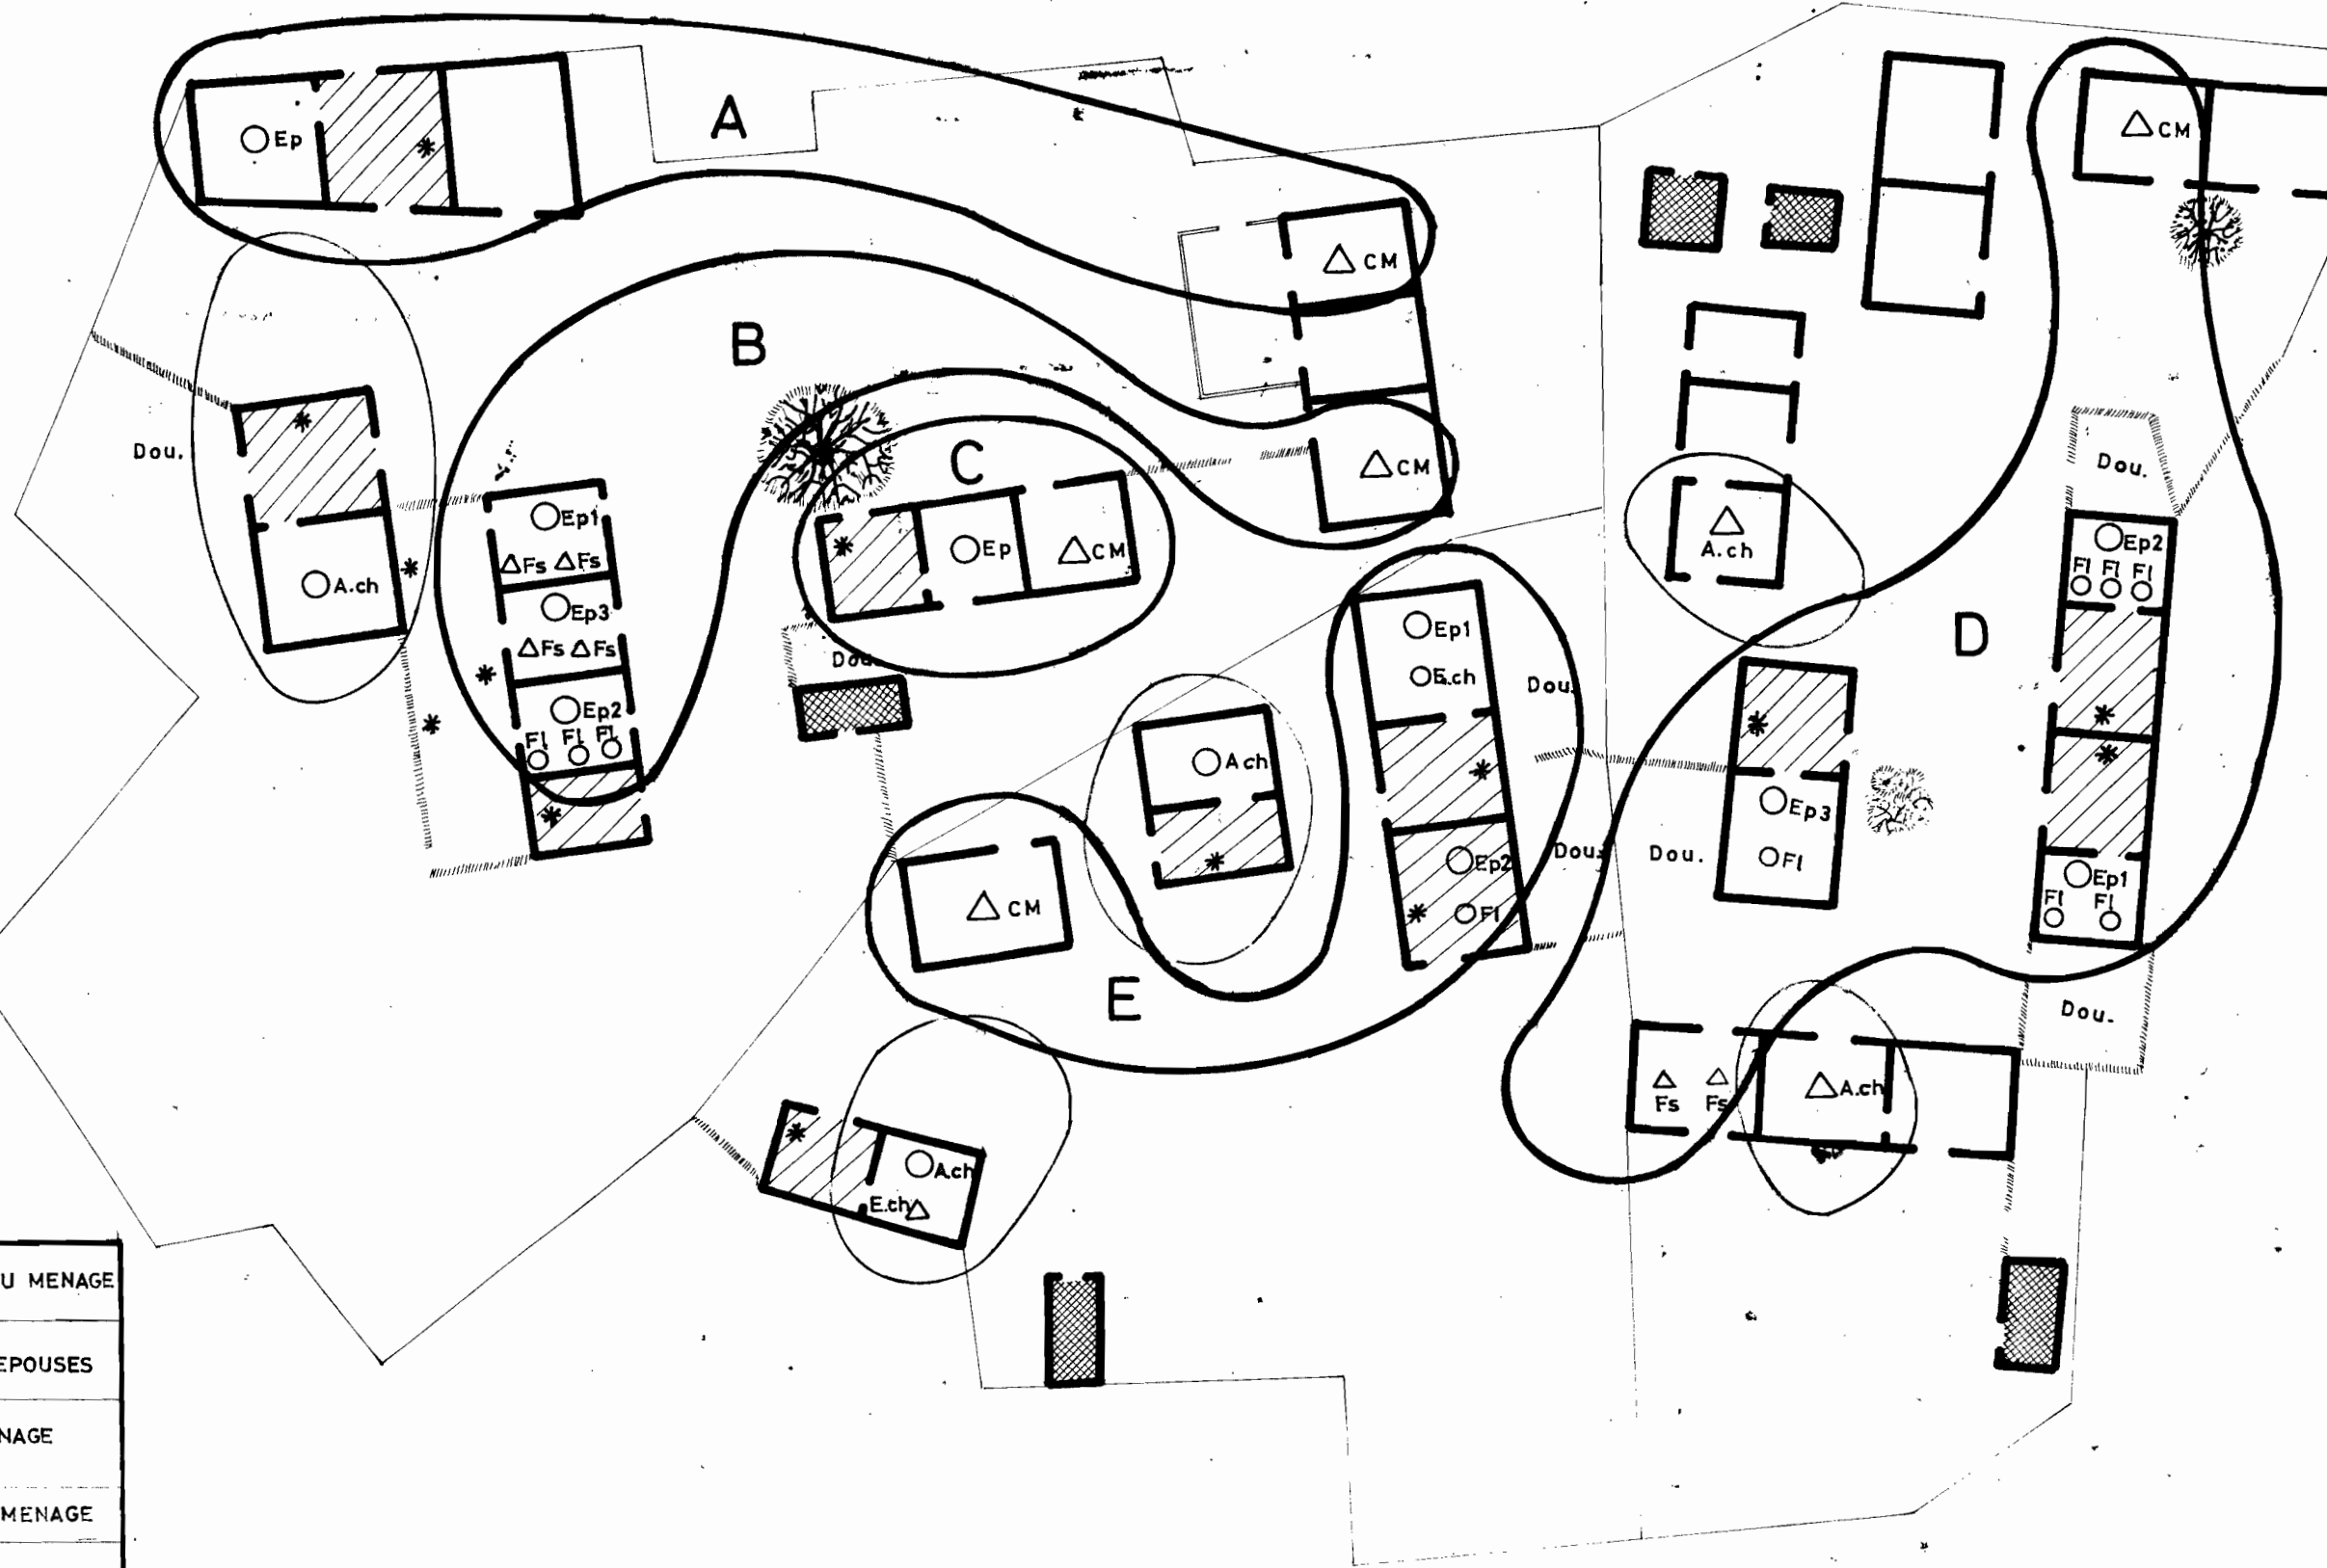 A
Ep
*
CM
B
Dou.
*
A.ch
*
*
*
Ep1
Fs Fs
Ep3
Fs Fs
Ep2
Fl Fl Fl
*
CM
C
*
Ep
CM
Dou.
Ep1
E.ch
Dou.
*
Ep2
Dou.
*
Fl
A.ch
*
CM
E
*
A.ch
E.ch
CM
A.ch
D
Dou.
Ep2
Fl Fl Fl
*
*
Ep1
Fl Fl
*
Ep3
Fl
Dou.
Dou.
Fs Fs
A.ch
U MENAGE
EPOUSES
NAGE
MENAGE